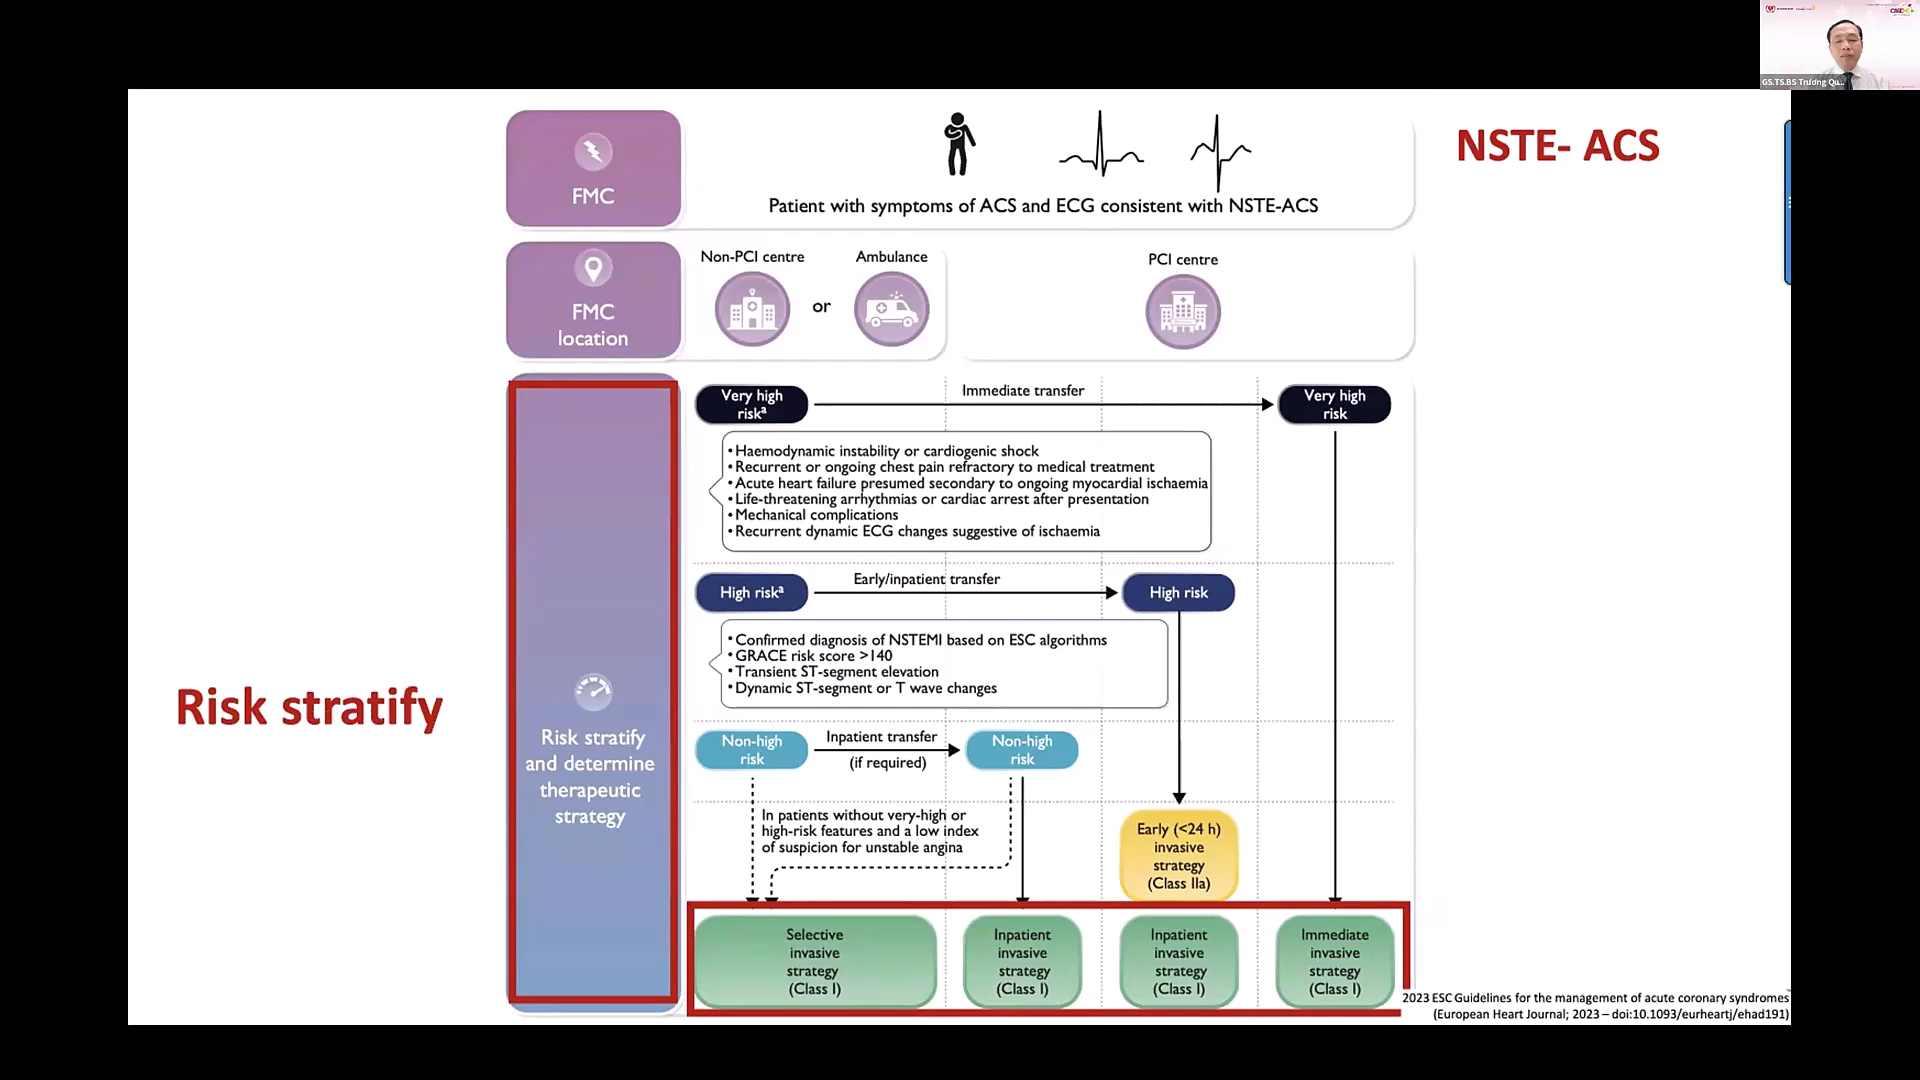 GS.TS.BS Trương Qu...
NSTE- ACS
FMC
Patient with symptoms of ACS and ECG consistent with NSTE-ACS
FMC
location
Non-PCI centre
or
Ambulance
PCI centre
Risk stratify
Risk stratify
and determine
therapeutic
strategy
Very high
riskª
Immediate transfer
Very high
risk
•Haemodynamic instability or cardiogenic shock
•Recurrent or ongoing chest pain refractory to medical treatment
•Acute heart failure presumed secondary to ongoing myocardial ischaemia
•Life-threatening arrhythmias or cardiac arrest after presentation
•Mechanical complications
•Recurrent dynamic ECG changes suggestive of ischaemia
High riskª
Early/inpatient transfer
High risk
•Confirmed diagnosis of NSTEMI based on ESC algorithms
•GRACE risk score >140
•Transient ST-segment elevation
•Dynamic ST-segment or T wave changes
Non-high
risk
Inpatient transfer
(if required)
Non-high
risk
In patients without very-high or
high-risk features and a low index
of suspicion for unstable angina
Early (<24 h)
invasive
strategy
(Class IIa)
Selective
invasive
strategy
(Class I)
Inpatient
invasive
strategy
(Class I)
Inpatient
invasive
strategy
(Class I)
Immediate
invasive
strategy
(Class I)
2023 ESC Guidelines for the management of acute coronary syndromes
(European Heart Journal; 2023 – doi:10.1093/eurheartj/ehad191)